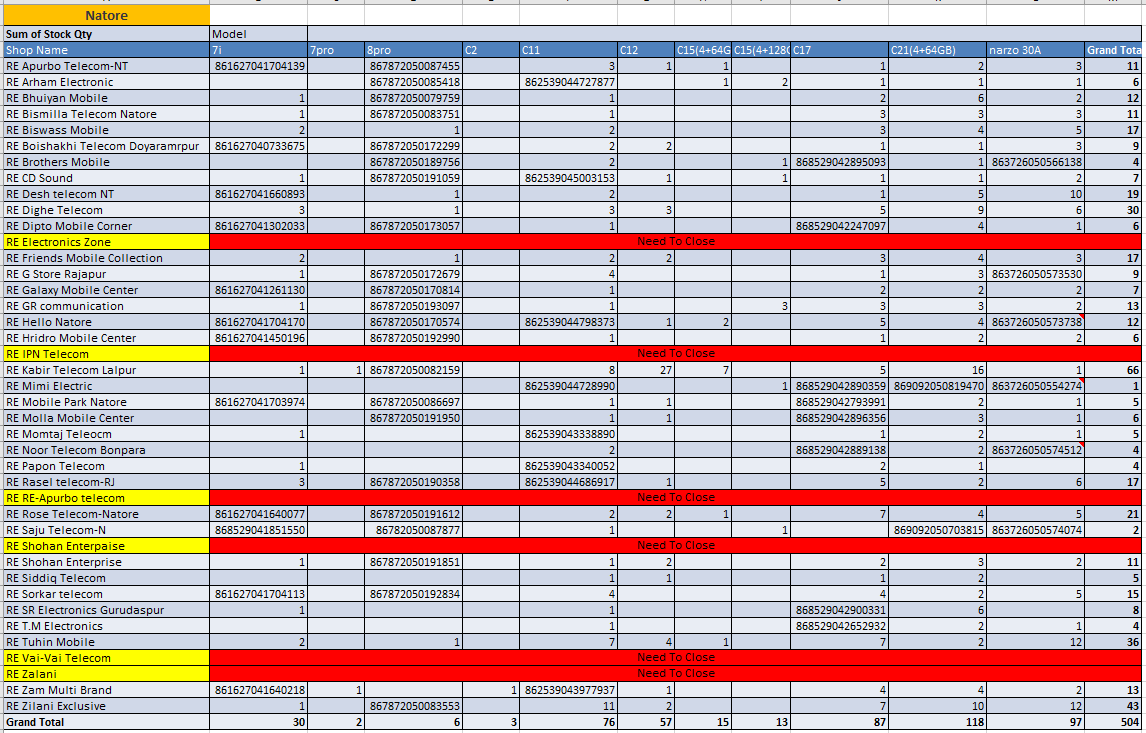 Natore
Sum of Stock Qty Model
Shop Name 7i 7pro 8pro C2 C11 C12 C15(4+64G C15(4+128G C17 C21(4+64GB) narzo 30A Grand Tota
RE Apurbo Telecom-NT 861627041704139 867872050087455 3 1 1 1 2 3 11
RE Arham Electronic 867872050085418 862539044727877 1 2 1 1 1 6
RE Bhuiyan Mobile 1 867872050079759 1 2 6 2 12
RE Bismilla Telecom Natore 1 867872050083751 1 3 3 3 11
RE Biswass Mobile 2 1 2 3 4 5 17
RE Boishakhi Telecom Doyaramrpur 861627040733675 867872050172299 2 2 1 1 3 9
RE Brothers Mobile 867872050189756 2 1 868529042895093 1 863726050566138 4
RE CD Sound 1 867872050191059 862539045003153 1 1 1 1 2 7
RE Desh telecom NT 861627041660893 1 2 1 5 10 19
RE Dighe Telecom 3 1 3 3 5 9 6 30
RE Dipto Mobile Corner 861627041302033 867872050173057 1 868529042247097 4 1 6
RE Electronics Zone Need To Close
RE Friends Mobile Collection 2 1 2 2 3 4 3 17
RE G Store Rajapur 1 867872050172679 4 1 3 863726050573530 9
RE Galaxy Mobile Center 861627041261130 867872050170814 1 2 2 2 7
RE GR communication 1 867872050193097 1 3 3 3 2 13
RE Hello Natore 861627041704170 867872050170574 862539044798373 1 2 5 4 863726050573738 12
RE Hridro Mobile Center 861627041450196 867872050192990 1 1 2 2 6
RE IPN Telecom Need To Close
RE Kabir Telecom Lalpur 1 1 867872050082159 8 27 7 5 16 1 66
RE Mimi Electric 862539044728990 1 868529042890359 869092050819470 863726050554274 1
RE Mobile Park Natore 861627041703974 867872050086697 1 1 868529042793991 2 1 5
RE Molla Mobile Center 867872050191950 1 1 868529042896356 3 1 6
RE Momtaj Teleocm 1 862539043338890 1 2 1 5
RE Noor Telecom Bonpara 2 868529042889138 2 863726050574512 4
RE Papon Telecom 1 862539043340052 2 1 4
RE Rasel telecom-RJ 3 867872050190358 862539044686917 1 5 2 6 17
RE RE-Apurbo telecom Need To Close
RE Rose Telecom-Natore 861627041640077 867872050191612 2 2 1 7 4 5 21
RE Saju Telecom-N 868529041851550 86782050087877 1 1 869092050703815 863726050574074 2
RE Shohan Enterpaise Need To Close
RE Shohan Enterprise 1 867872050191851 1 2 2 3 2 11
RE Siddiq Telecom 1 1 1 2 5
RE Sorkar telecom 861627041704113 867872050192834 4 4 2 5 15
RE SR Electronics Gurudaspur 1 1 868529042900331 6 8
RE T.M Electronics 1 868529042652932 2 1 4
RE Tuhin Mobile 2 1 7 4 1 7 2 12 36
RE Vai-Vai Telecom Need To Close
RE Zalani Need To Close
RE Zam Multi Brand 861627041640218 1 1 862539043977937 1 4 4 2 13
RE Zilani Exclusive 1 867872050083553 11 2 7 10 12 43
Grand Total 30 2 6 3 76 57 15 13 87 118 97 504